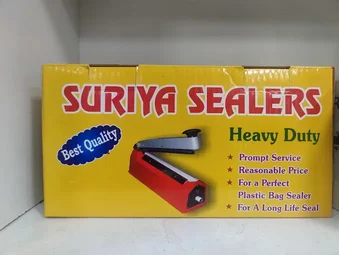 SURIYA SEALERS
Best Quality
Heavy Duty
★ Prompt Service
★ Reasonable Price
★ For a Perfect
Plastic Bag Sealer
★ For A Long Life Seal